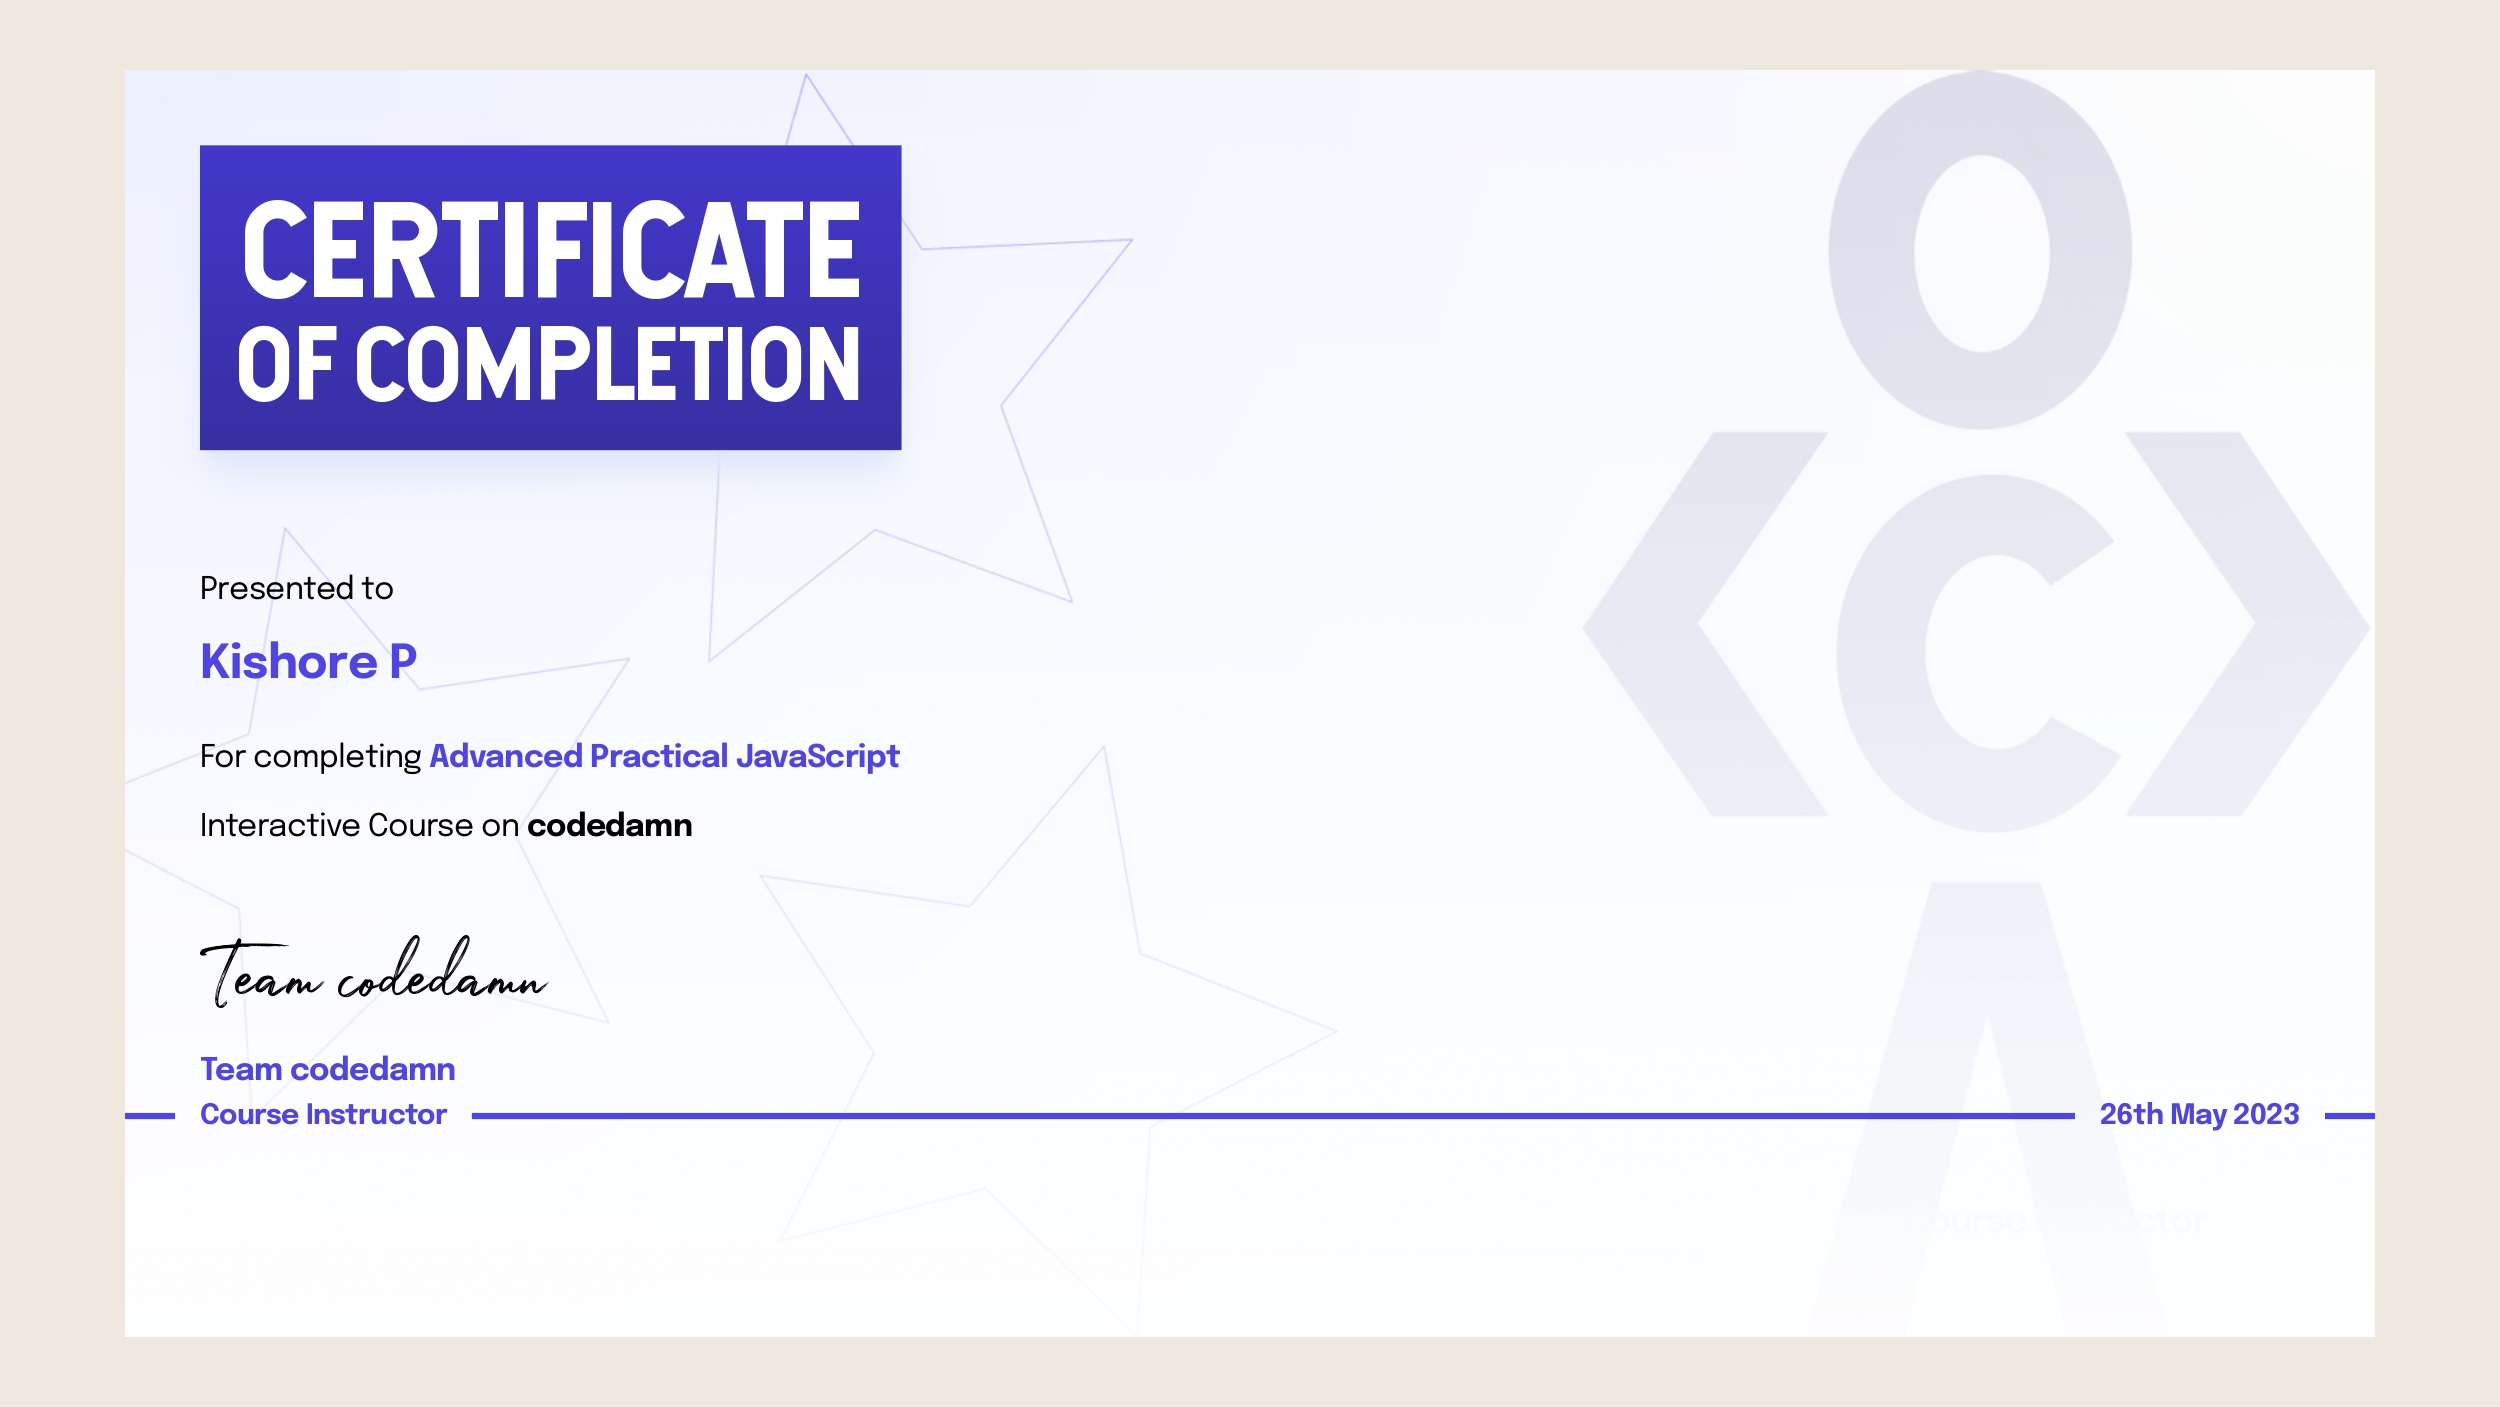 CERTIFICATE
OF COMPLETION
Presented to
Kishore P
For completing Advanced Practical JavaScript
Interactive Course on codedamn
Team codedamn
Team codedamn
Course Instructor
26th May 2023